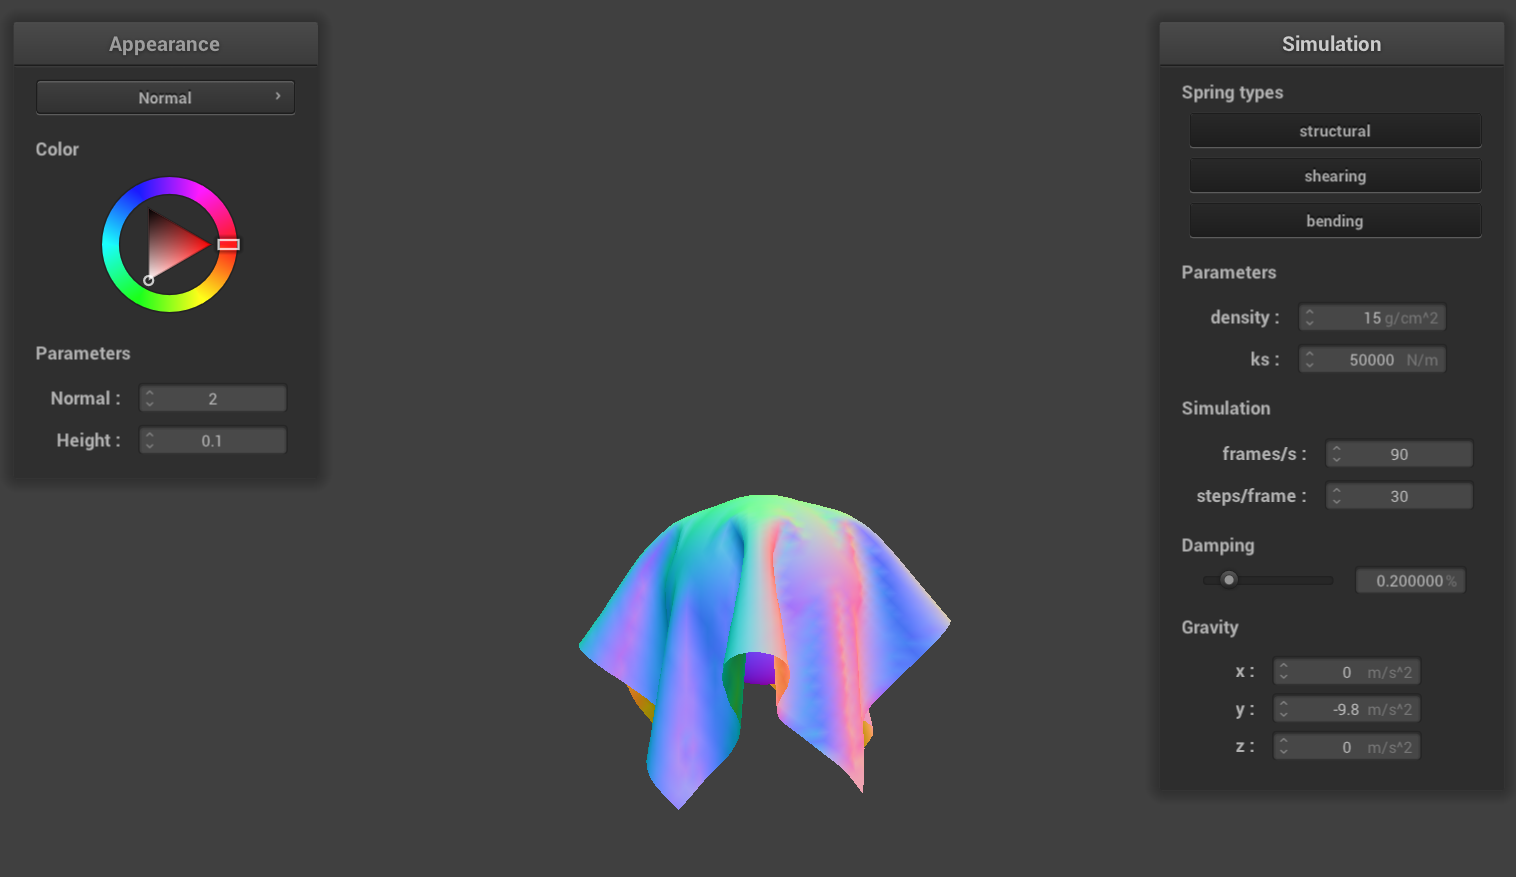 Appearance
Normal
Color
Parameters
Normal : 2
Height : 0.1
Simulation
Spring types
structural
shearing
bending
Parameters
density : 15 g/cm^2
ks : 50000 N/m
Simulation
frames/s : 90
steps/frame : 30
Damping
0.200000 %
Gravity
x : 0 m/s^2
y : -9.8 m/s^2
z : 0 m/s^2